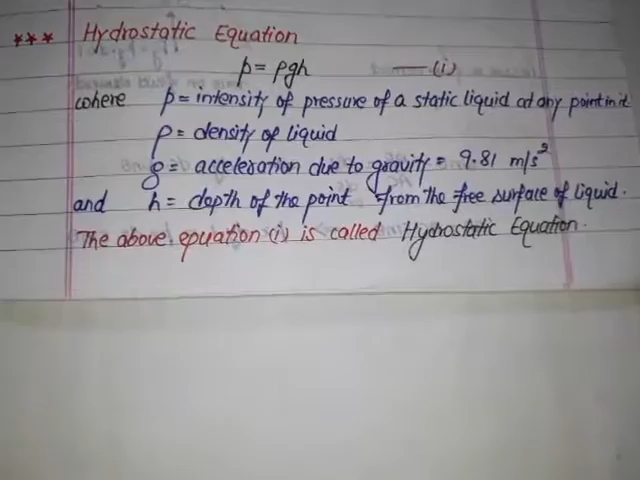 *** Hydrostatic Equation
p = ρgh —— (i)
where p = intensity of pressure of a static liquid at any point in it
ρ = density of liquid
g = acceleration due to gravity = 9.81 m/s²
and h = depth of the point from the free surface of liquid.
The above equation (i) is called Hydrostatic Equation.